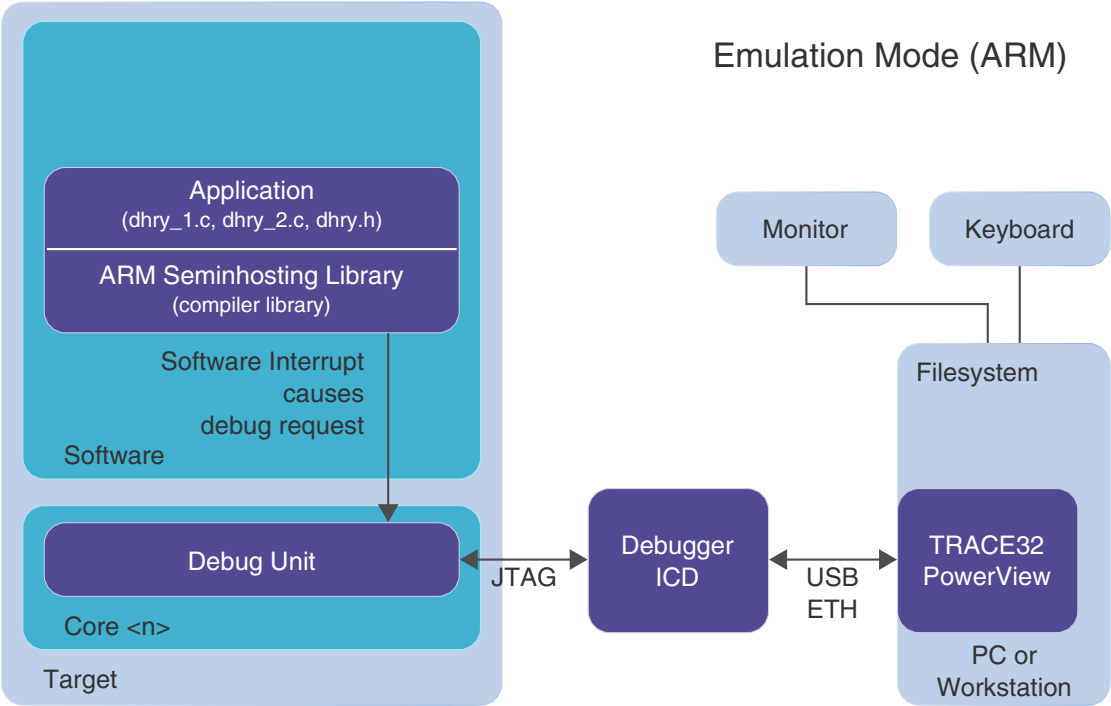 Emulation Mode (ARM)
Application
(dhry_1.c, dhry_2.c, dhry.h)
ARM Seminhosting Library
(compiler library)
Software Interrupt
causes
debug request
Software
Debug Unit
Core <n>
Target
JTAG
Debugger
ICD
USB
ETH
Monitor
Keyboard
Filesystem
TRACE32
PowerView
PC or
Workstation